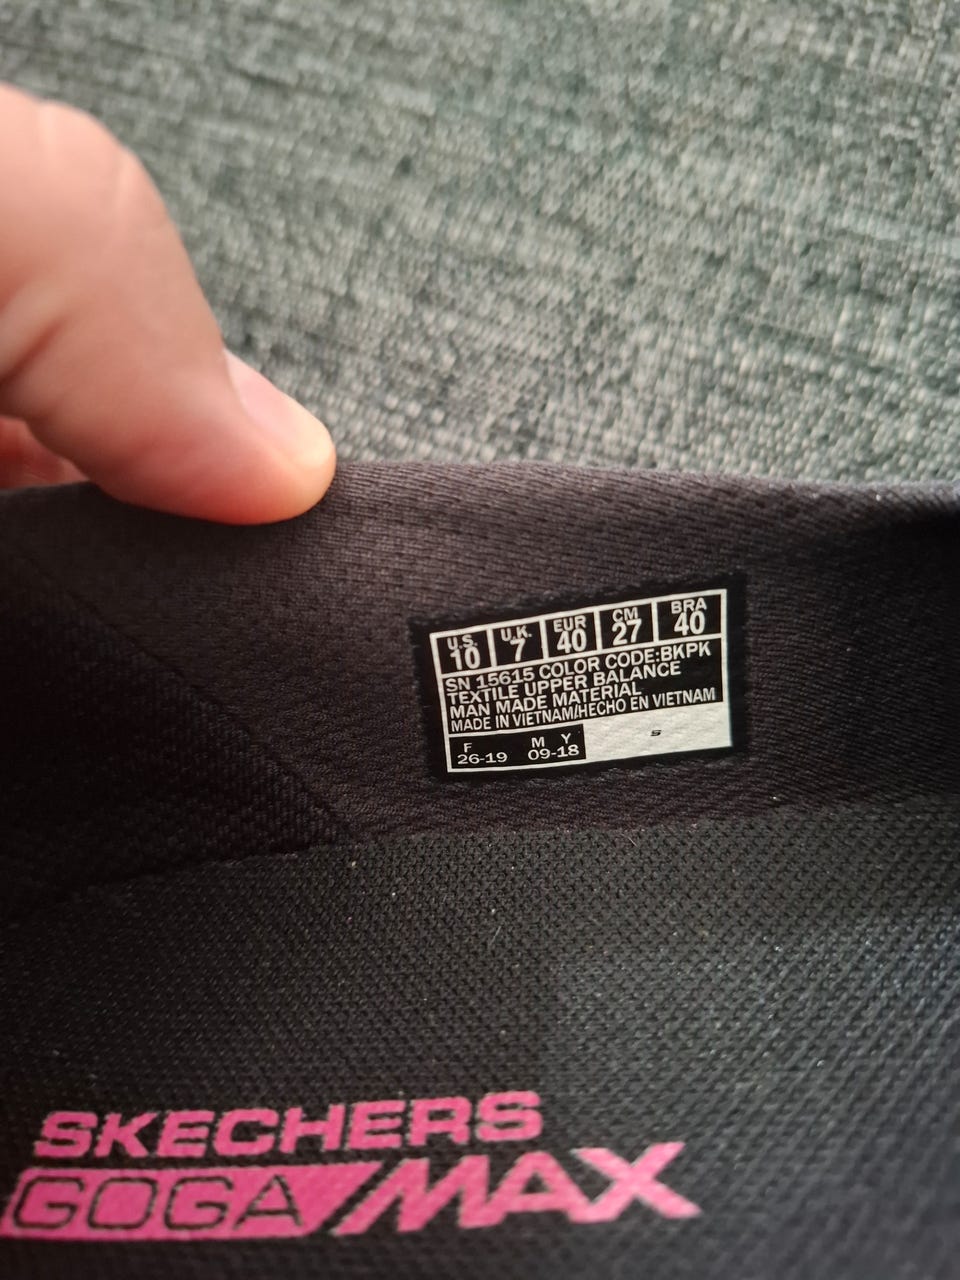 U.S. U.K. EUR CM BRA
10 7 40 27 40
SN 15615 COLOR CODE:BKPK
TEXTILE UPPER BALANCE
MAN MADE MATERIAL
MADE IN VIETNAM/HECHO EN VIETNAM
F M Y
26-19 09-18
S
SKECHERS
GOGA MAX